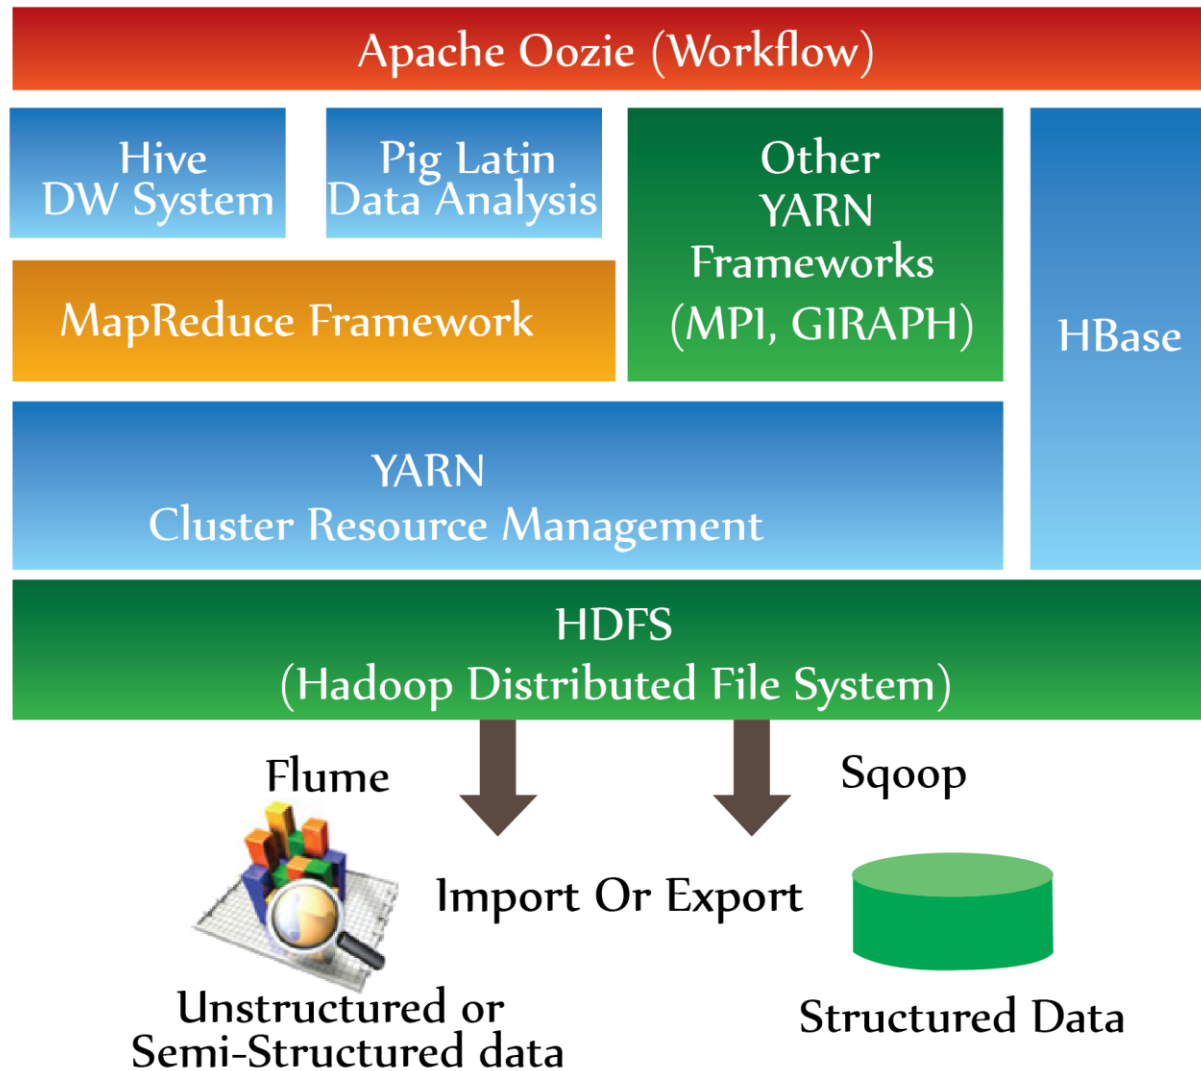 Apache Oozie (Workflow)
Hive
DW System
Pig Latin
Data Analysis
Other
YARN
Frameworks
(MPI, GIRAPH)
HBase
MapReduce Framework
YARN
Cluster Resource Management
HDFS
(Hadoop Distributed File System)
Flume
Sqoop
Import Or Export
Unstructured or
Semi-Structured data
Structured Data